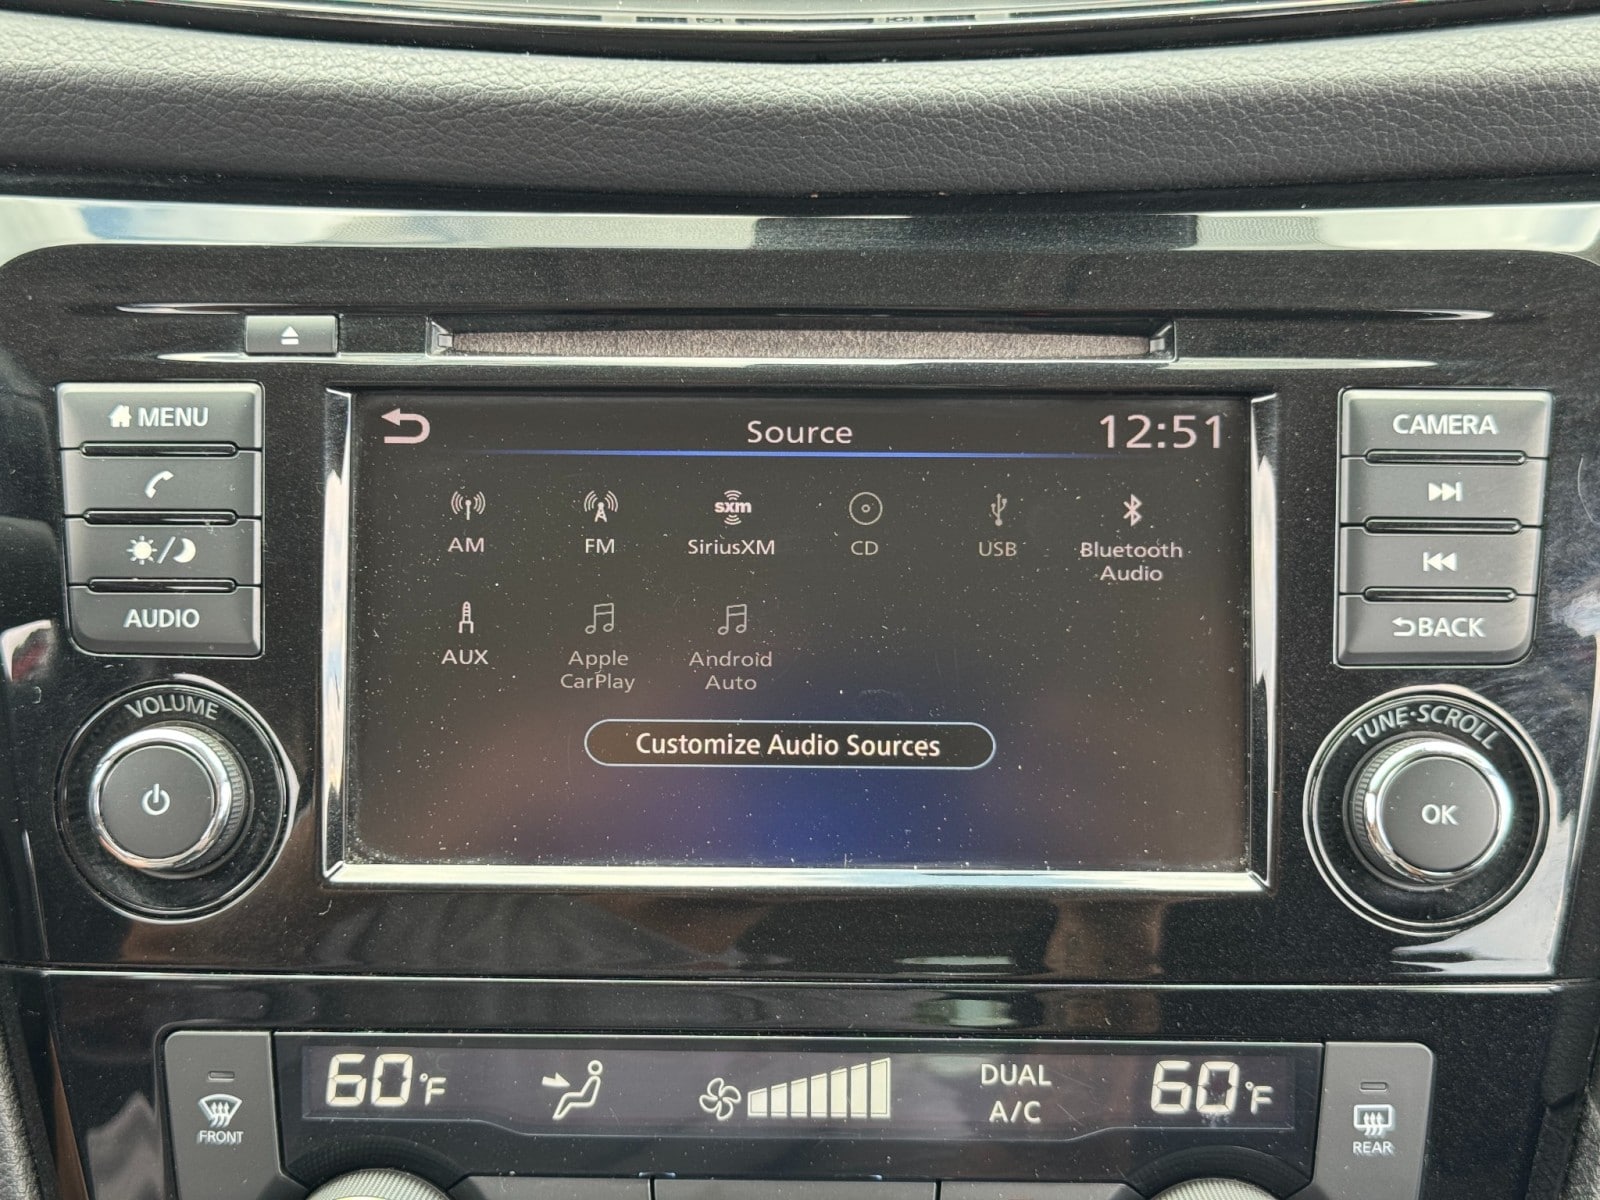 MENU
AUDIO
VOLUME
Source
12:51
AM
FM
sxm
SiriusXM
CD
USB
Bluetooth
Audio
AUX
Apple
CarPlay
Android
Auto
Customize Audio Sources
CAMERA
BACK
TUNE·SCROLL
OK
FRONT
60°F
DUAL
A/C
60°F
REAR